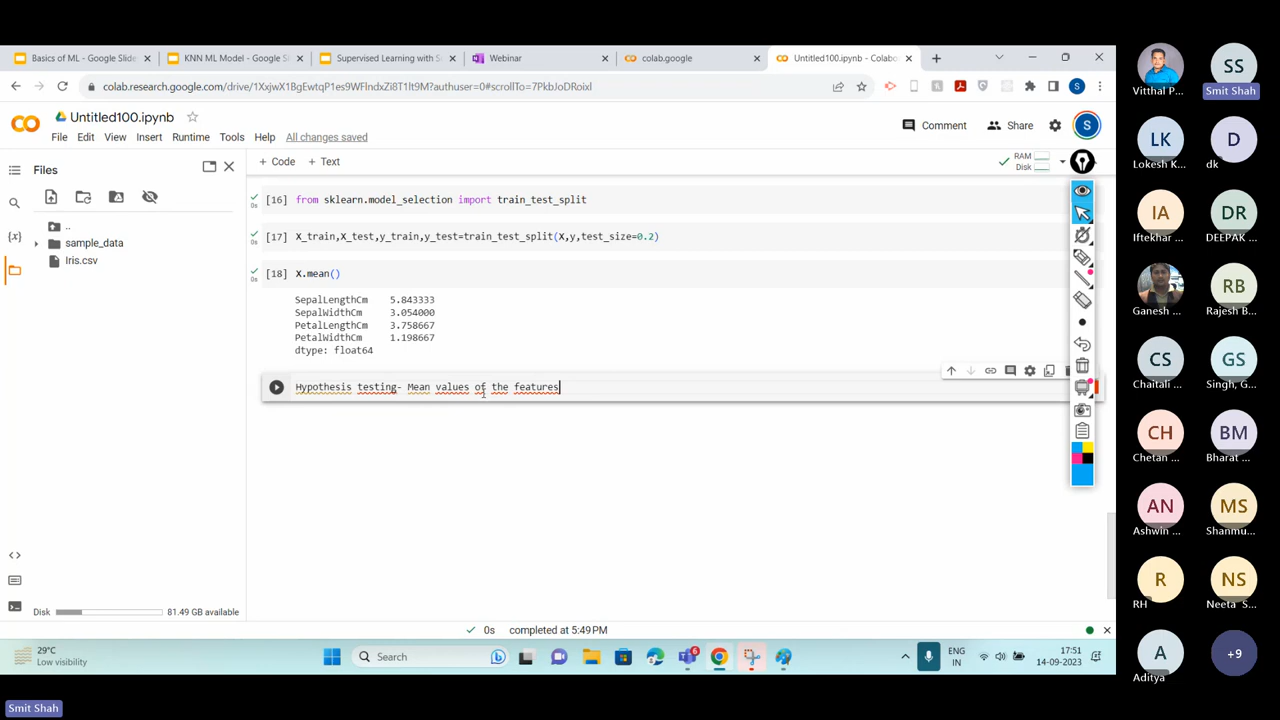 Basics of ML - Google Slide
KNN ML Model - Google S
Supervised Learning with S
Webinar
colab.google
Untitled100.ipynb - Colabo
colab.research.google.com/drive/1XxjwX1BgEwtqP1es9WFlndxZi8T1lt9M?authuser=0#scrollTo=7PkbJoDRoixl
S
Untitled100.ipynb
File Edit View Insert Runtime Tools Help All changes saved
Comment
Share
S
Files
+ Code + Text
RAM
Disk
..
sample_data
Iris.csv
{x}
[16] from sklearn.model_selection import train_test_split
0s
[17] X_train,X_test,y_train,y_test=train_test_split(X,y,test_size=0.2)
0s
[18] X.mean()
0s
SepalLengthCm 5.843333
SepalWidthCm 3.054000
PetalLengthCm 3.758667
PetalWidthCm 1.198667
dtype: float64
Hypothesis testing- Mean values of the features
Disk 81.49 GB available
0s completed at 5:49 PM
29°C
Low visibility
Search
6
ENG
IN
17:51
14-09-2023
Vitthal P...
SS
Smit Shah
LK
Lokesh K...
D
dk
IA
Iftekhar ...
DR
DEEPAK ...
Ganesh ...
RB
Rajesh B...
CS
Chaitali ...
GS
Singh, G...
CH
Chetan ...
BM
Bharat ...
AN
Ashwin ...
MS
Shanmu...
R
RH
NS
Neeta S...
A
Aditya
+9
Smit Shah